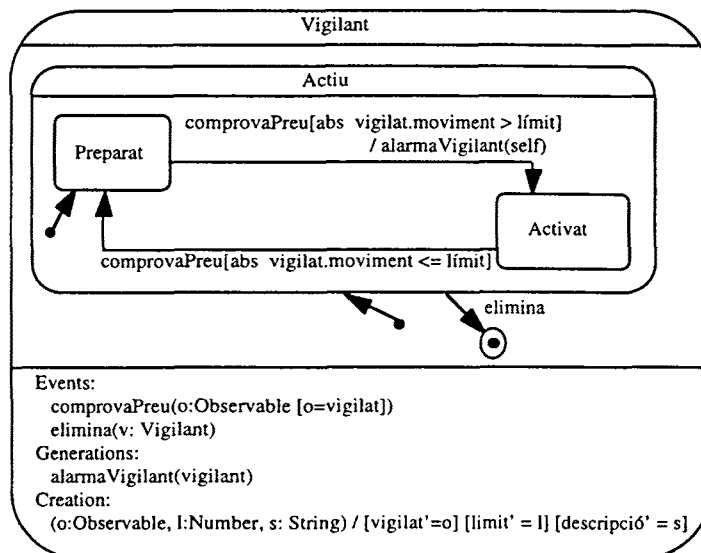 Vigilant
Actiu
comprovaPreu[abs vigilat.moviment > límit]
/ alarmaVigilant(self)
Preparat
Activat
comprovaPreu[abs vigilat.moviment <= límit]
elimina
Events:
comprovaPreu(o:Observable [o=vigilat])
elimina(v: Vigilant)
Generations:
alarmaVigilant(vigilant)
Creation:
(o:Observable, l:Number, s: String) / [vigilat'=o] [limit' = l} [descripció' = s]